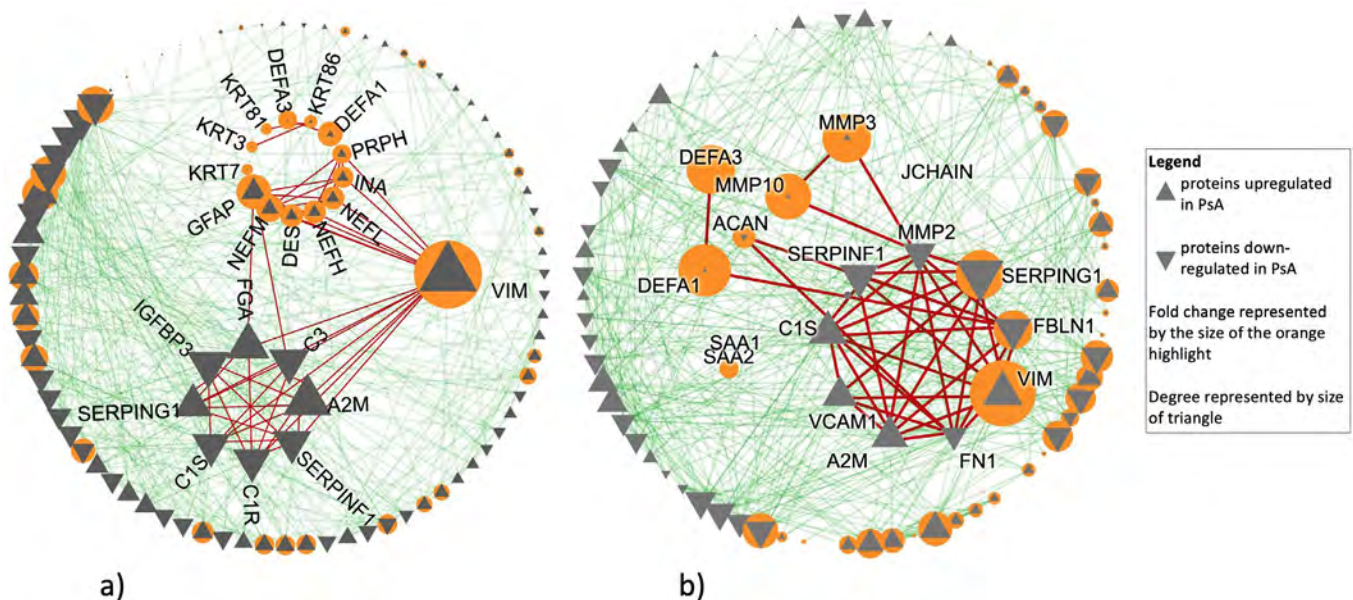 DEFA3
KRT86
KRT81
DEFA1
KRT3
PRPH
KRT7
INA
GFAP
NEFL
NEFM
DES
NEFH
VIM
FGA
IGFBP3
C3
SERPING1
A2M
C1S
C1R
SERPINF1
a)
MMP3
DEFA3
JCHAIN
MMP10
ACAN
MMP2
SERPINF1
SERPING1
DEFA1
C1S
FBLN1
SAA1
SAA2
VIM
VCAM1
A2M
FN1
b)
Legend
proteins upregulated
in PsA
proteins down-
regulated in PsA
Fold change represented
by the size of the orange
highlight
Degree represented by size
of triangle